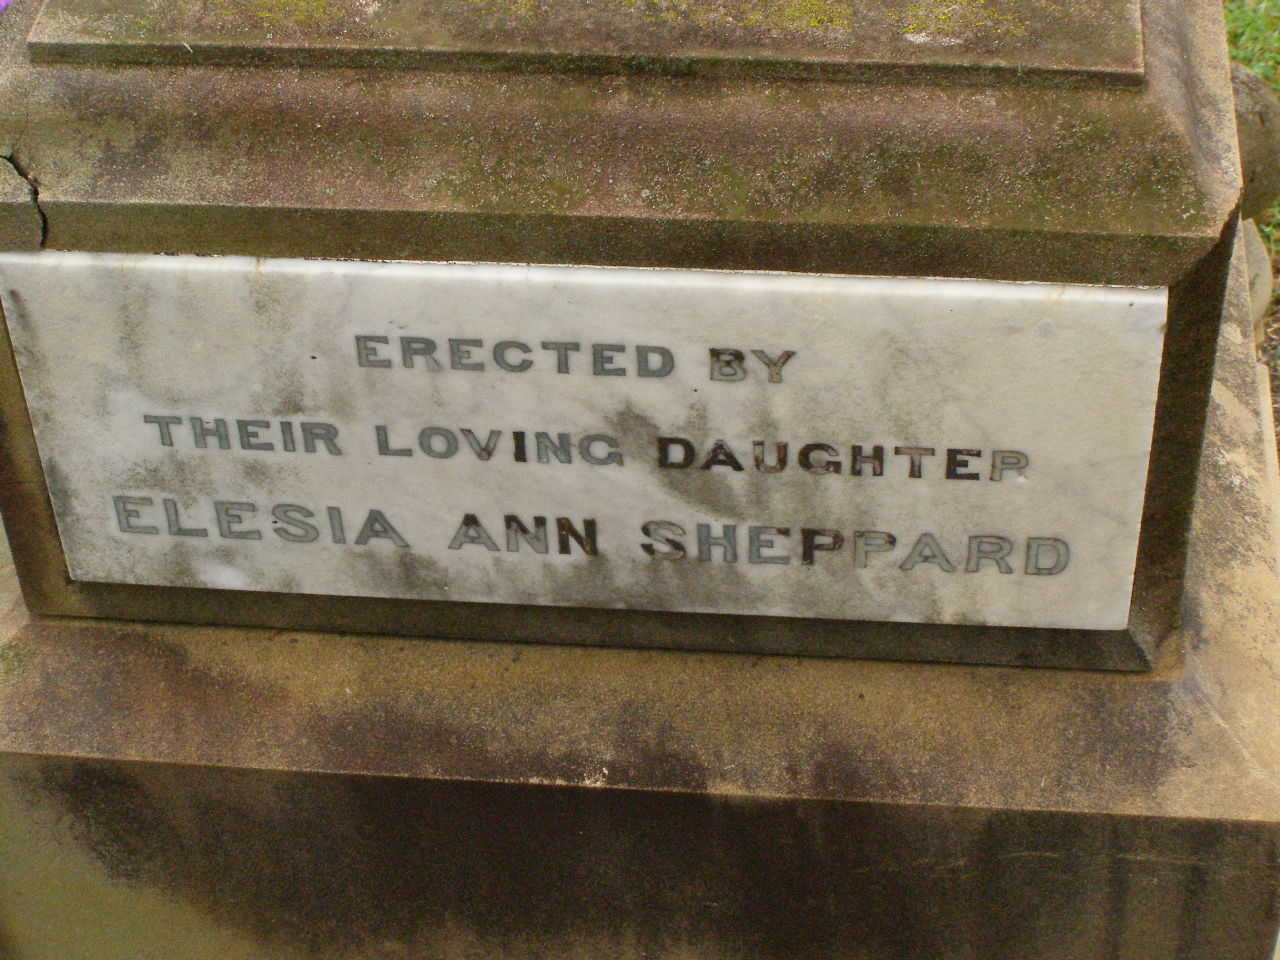 ERECTED BY
THEIR LOVING DAUGHTER
ELESIA ANN SHEPPARD